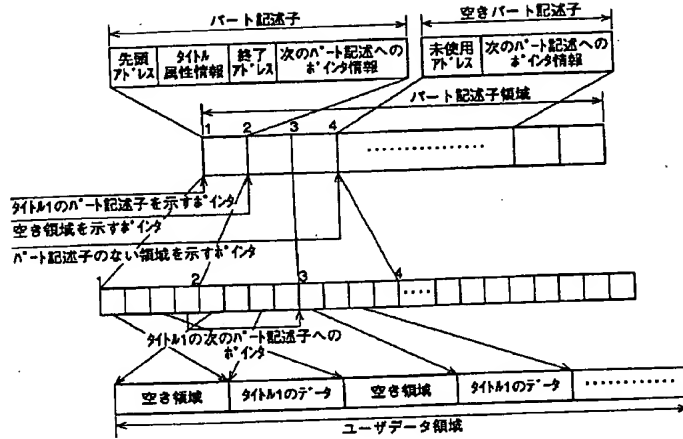 パート記述子
空きパート記述子
先頭
アドレス
タイトル
属性情報
終了
アドレス
次のパート記述への
ポインタ情報
未使用
アドレス
次のパート記述への
ポインタ情報
パート記述子領域
1 2 3 4
‥‥‥‥‥‥
タイトル1のパート記述子を示すポインタ
空き領域を示すポインタ
パート記述子のない領域を示すポインタ
1 2 3 4
‥‥
タイトル1の次のパート記述子への
ポインタ
空き領域
タイトル1のデータ
空き領域
タイトル1のデータ
‥‥‥‥‥‥
ユーザデータ領域